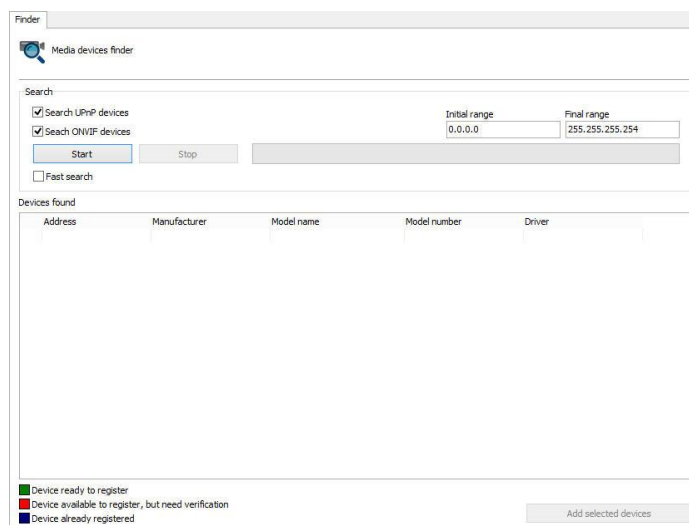 Finder
Media devices finder
Search
Search UPnP devices
Seach ONVIF devices
Initial range
Final range
0.0.0.0
255.255.255.254
Start
Stop
Fast search
Devices found
Address Manufacturer Model name Model number Driver
Device ready to register
Device available to register, but need verification
Device already registered
Add selected devices